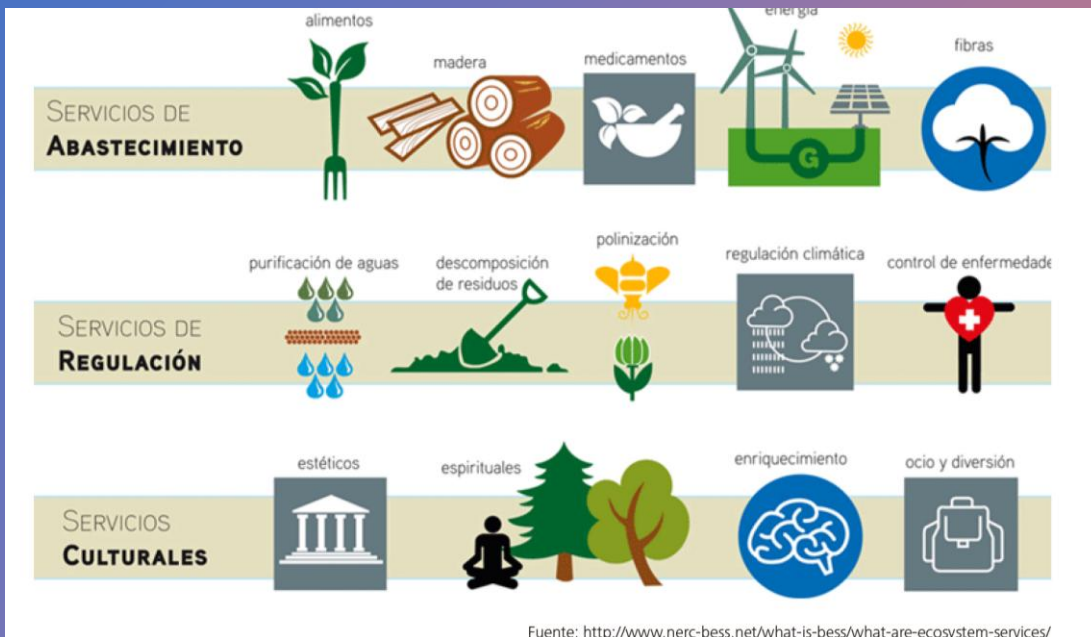 alimentos
madera
medicamentos
energía
fibras
SERVICIOS DE
ABASTECIMIENTO
G
purificación de aguas
descomposición
de residuos
polinización
regulación climática
control de enfermedade
SERVICIOS DE
REGULACIÓN
estéticos
espirituales
enriquecimiento
ocio y diversión
SERVICIOS
CULTURALES
Fuente: http://www.nerc-bess.net/what-is-bess/what-are-ecosystem-services/